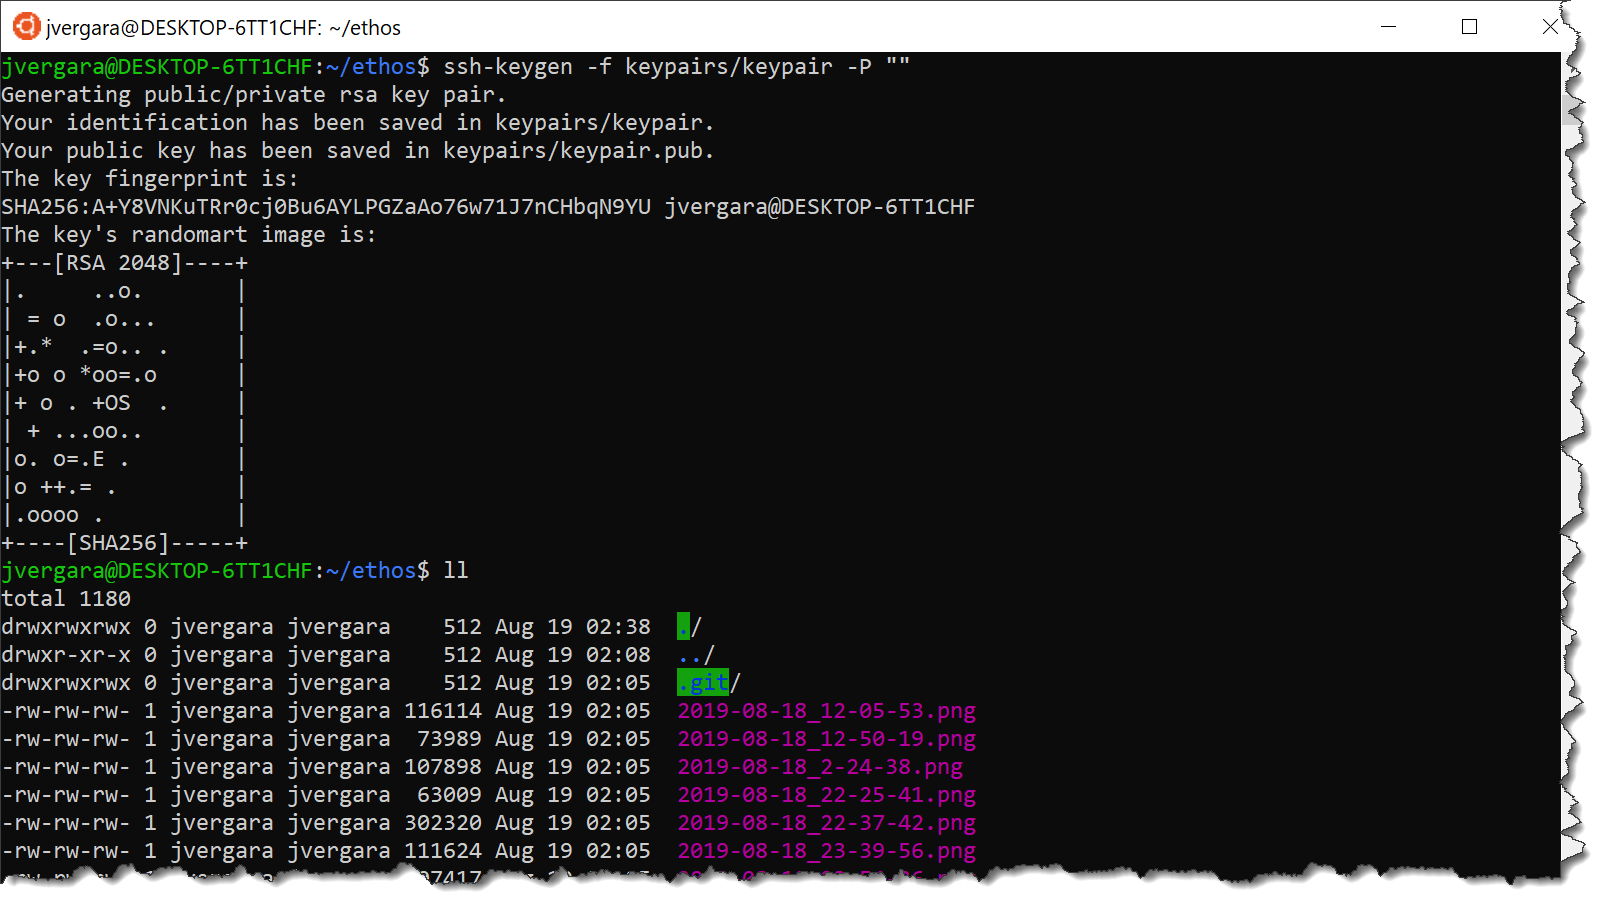 jvergara@DESKTOP-6TT1CHF: ~/ethos
jvergara@DESKTOP-6TT1CHF:~/ethos$ ssh-keygen -f keypairs/keypair -P ""
Generating public/private rsa key pair.
Your identification has been saved in keypairs/keypair.
Your public key has been saved in keypairs/keypair.pub.
The key fingerprint is:
SHA256:A+Y8VNKuTRr0cj0Bu6AYLPGZaAo76w71J7nCHbqN9YU jvergara@DESKTOP-6TT1CHF
The key's randomart image is:
+---[RSA 2048]----+
|.     ..o.       |
| = o  .o...      |
|+.*  .=o.. .     |
|+o o *oo=.o      |
|+ o . +OS  .     |
| + ...oo..       |
|o. o=.E .        |
|o ++.= .         |
|.oooo .          |
+----[SHA256]-----+
jvergara@DESKTOP-6TT1CHF:~/ethos$ ll
total 1180
drwxrwxrwx 0 jvergara jvergara    512 Aug 19 02:38  ./
drwxr-xr-x 0 jvergara jvergara    512 Aug 19 02:08  ../
drwxrwxrwx 0 jvergara jvergara    512 Aug 19 02:05  .git/
-rw-rw-rw- 1 jvergara jvergara 116114 Aug 19 02:05  2019-08-18_12-05-53.png
-rw-rw-rw- 1 jvergara jvergara  73989 Aug 19 02:05  2019-08-18_12-50-19.png
-rw-rw-rw- 1 jvergara jvergara 107898 Aug 19 02:05  2019-08-18_2-24-38.png
-rw-rw-rw- 1 jvergara jvergara  63009 Aug 19 02:05  2019-08-18_22-25-41.png
-rw-rw-rw- 1 jvergara jvergara 302320 Aug 19 02:05  2019-08-18_22-37-42.png
-rw-rw-rw- 1 jvergara jvergara 111624 Aug 19 02:05  2019-08-18_23-39-56.png